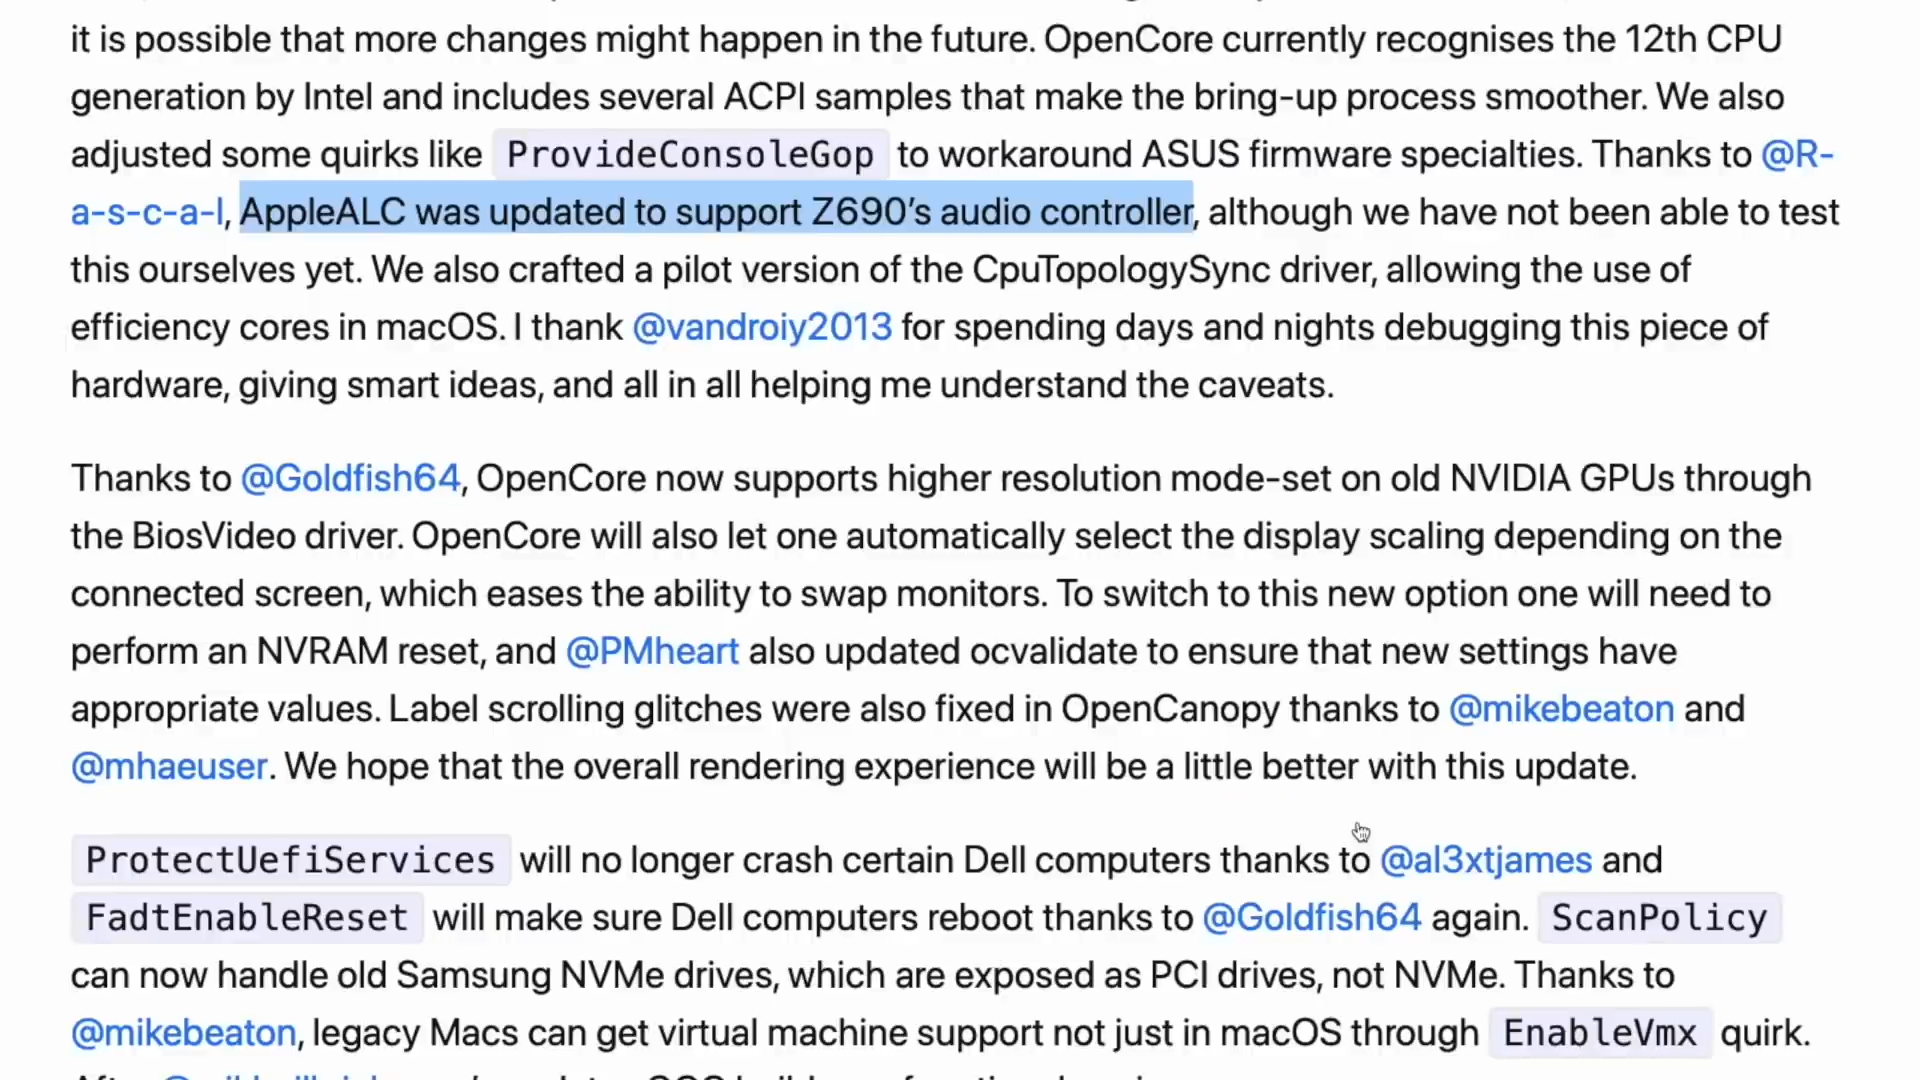 it is possible that more changes might happen in the future. OpenCore currently recognises the 12th CPU
generation by Intel and includes several ACPI samples that make the bring-up process smoother. We also
adjusted some quirks like ProvideConsoleGop to workaround ASUS firmware specialties. Thanks to @R-
a-s-c-a-l, AppleALC was updated to support Z690’s audio controller, although we have not been able to test
this ourselves yet. We also crafted a pilot version of the CpuTopologySync driver, allowing the use of
efficiency cores in macOS. I thank @vandroiy2013 for spending days and nights debugging this piece of
hardware, giving smart ideas, and all in all helping me understand the caveats.
Thanks to @Goldfish64, OpenCore now supports higher resolution mode-set on old NVIDIA GPUs through
the BiosVideo driver. OpenCore will also let one automatically select the display scaling depending on the
connected screen, which eases the ability to swap monitors. To switch to this new option one will need to
perform an NVRAM reset, and @PMheart also updated ocvalidate to ensure that new settings have
appropriate values. Label scrolling glitches were also fixed in OpenCanopy thanks to @mikebeaton and
@mhaeuser. We hope that the overall rendering experience will be a little better with this update.
ProtectUefiServices will no longer crash certain Dell computers thanks to @al3xtjames and
FadtEnableReset will make sure Dell computers reboot thanks to @Goldfish64 again. ScanPolicy
can now handle old Samsung NVMe drives, which are exposed as PCI drives, not NVMe. Thanks to
@mikebeaton, legacy Macs can get virtual machine support not just in macOS through EnableVmx quirk.